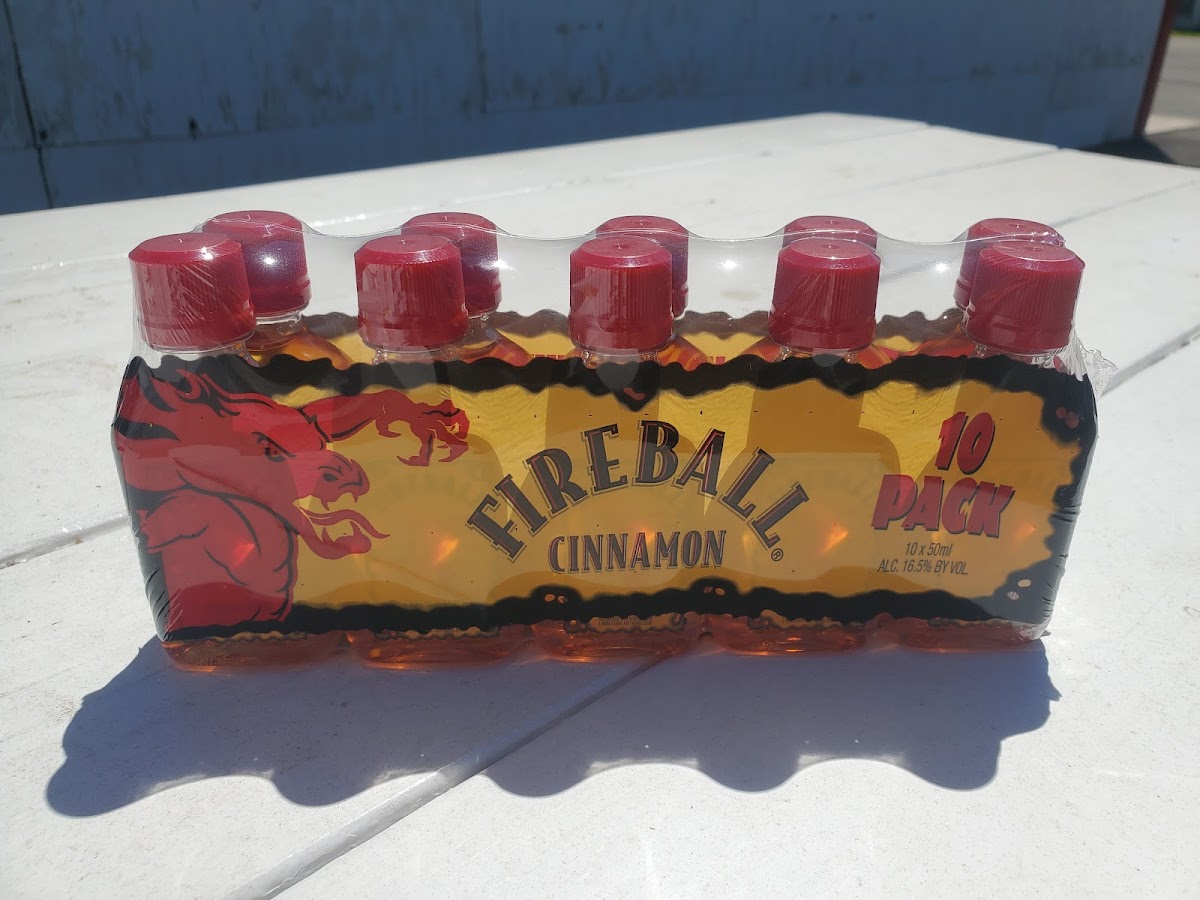 FIREBALL®
CINNAMON
10
PACK
10 x 50ml
ALC. 16.5% BY VOL.